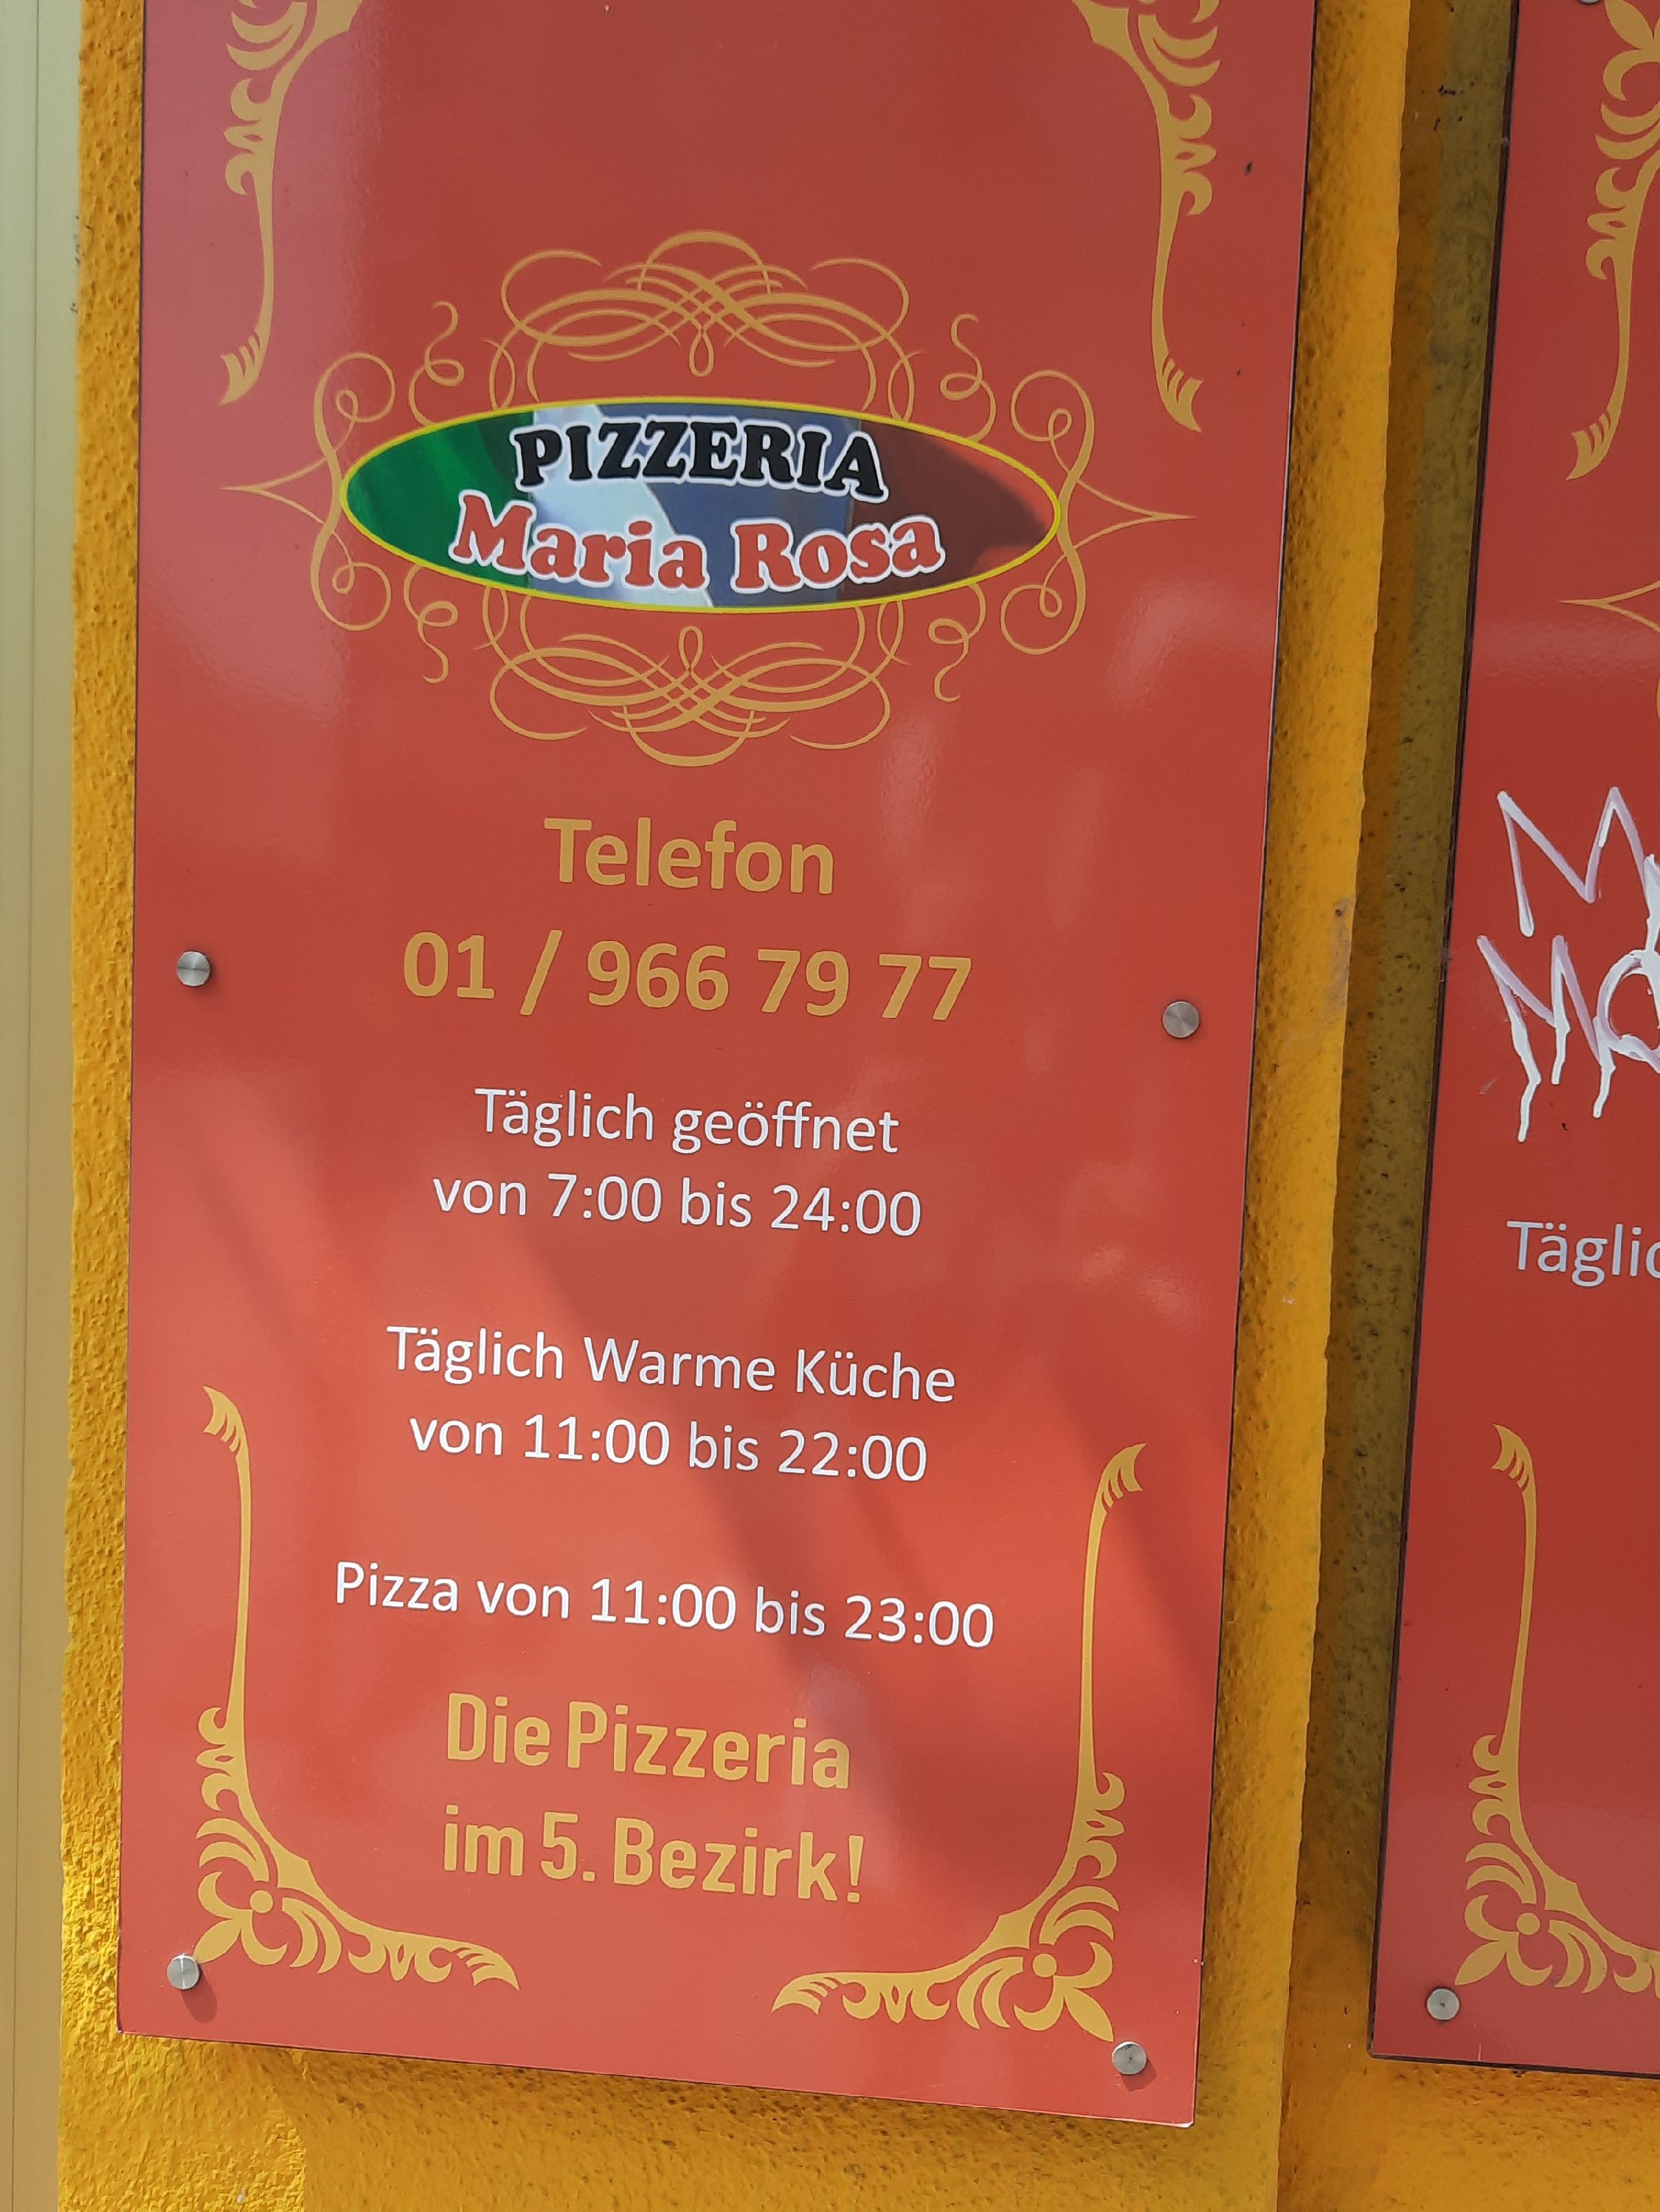 PIZZERIA
Maria Rosa
Telefon
01 / 966 79 77
Täglich geöffnet
von 7:00 bis 24:00
Täglich Warme Küche
von 11:00 bis 22:00
Pizza von 11:00 bis 23:00
Die Pizzeria
im 5. Bezirk!